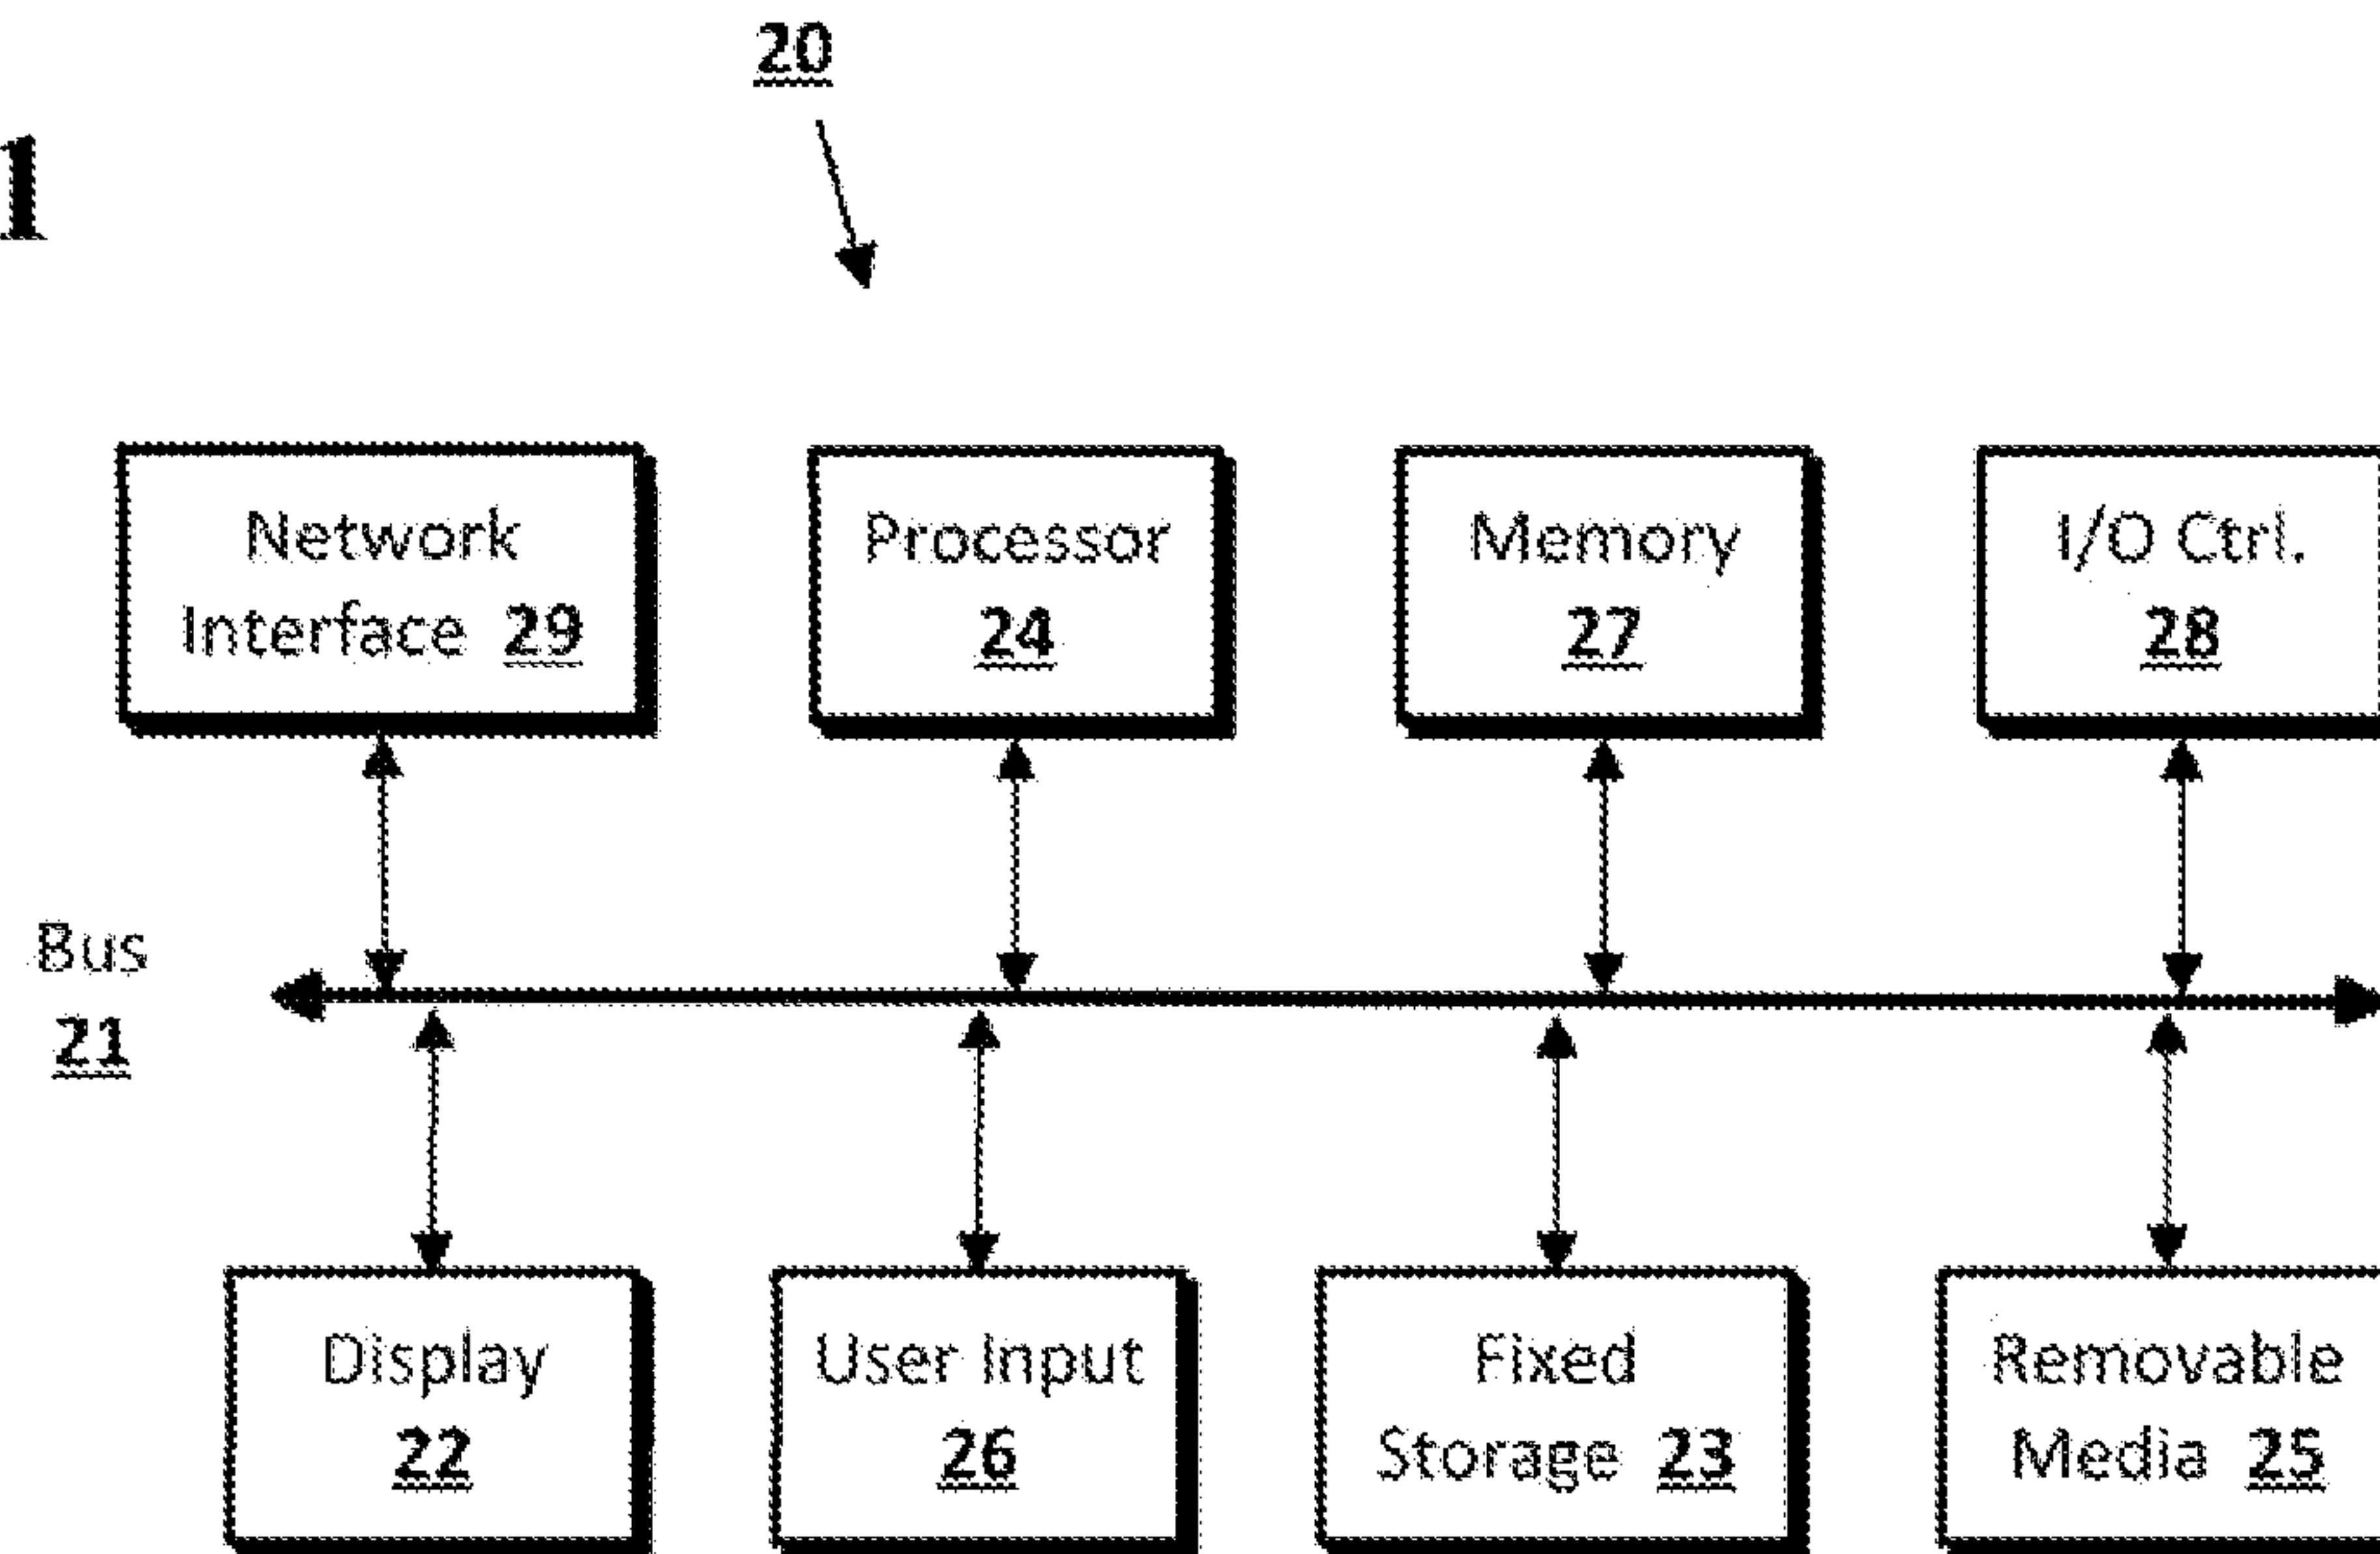 20
1
Network
Interface 29
Processor
24
Memory
27
I/O Ctrl.
28
Bus
21
Display
22
User Input
26
Fixed
Storage 23
Removable
Media 25